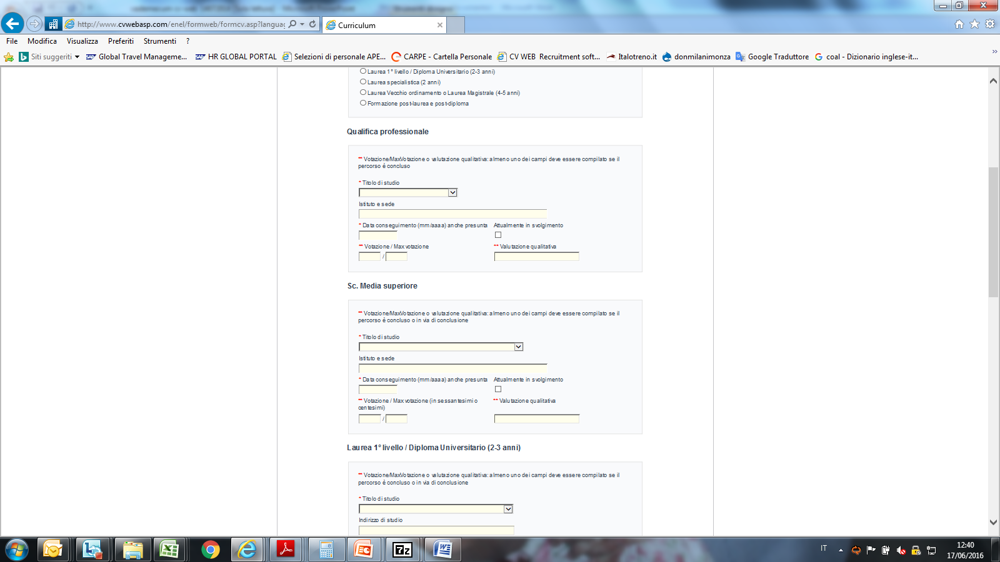 http://www.cvwebasp.com/enel/formweb/formcv.asp?languag
Curriculum
File Modifica Visualizza Preferiti Strumenti ?
Siti suggeriti Global Travel Manageme... HR GLOBAL PORTAL Selezioni di personale APE... CARPE - Cartella Personale CV WEB Recruitment soft... Italotreno.it donmilanimonza Google Traduttore coal - Dizionario inglese-it...
Laurea 1° livello / Diploma Universitario (2-3 anni)
Laurea specialistica (2 anni)
Laurea Vecchio ordinamento o Laurea Magistrale (4-5 anni)
Formazione post-laurea e post-diploma
Qualifica professionale
** Votazione/MaxVotazione o valutazione qualitativa: almeno uno dei campi deve essere compilato se il
percorso è concluso
* Titolo di studio
Istituto e sede
* Data conseguimento (mm/aaaa) anche presunta Attualmente in svolgimento
** Votazione / Max votazione ** Valutazione qualitativa
/
Sc. Media superiore
** Votazione/MaxVotazione o valutazione qualitativa: almeno uno dei campi deve essere compilato se il
percorso è concluso o in via di conclusione
* Titolo di studio
Istituto e sede
* Data conseguimento (mm/aaaa) anche presunta Attualmente in svolgimento
** Votazione / Max votazione (in sessantesimi o ** Valutazione qualitativa
centesimi)
/
Laurea 1° livello / Diploma Universitario (2-3 anni)
** Votazione/MaxVotazione o valutazione qualitativa: almeno uno dei campi deve essere compilato se il
percorso è concluso o in via di conclusione
* Titolo di studio
Indirizzo di studio
7z
IT
12:40
17/06/2016